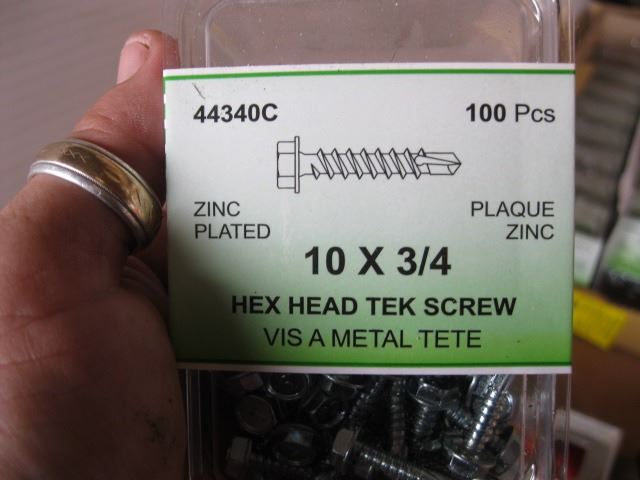 44340C 100 Pcs
ZINC PLAQUE
PLATED ZINC
10 X 3/4
HEX HEAD TEK SCREW
VIS A METAL TETE